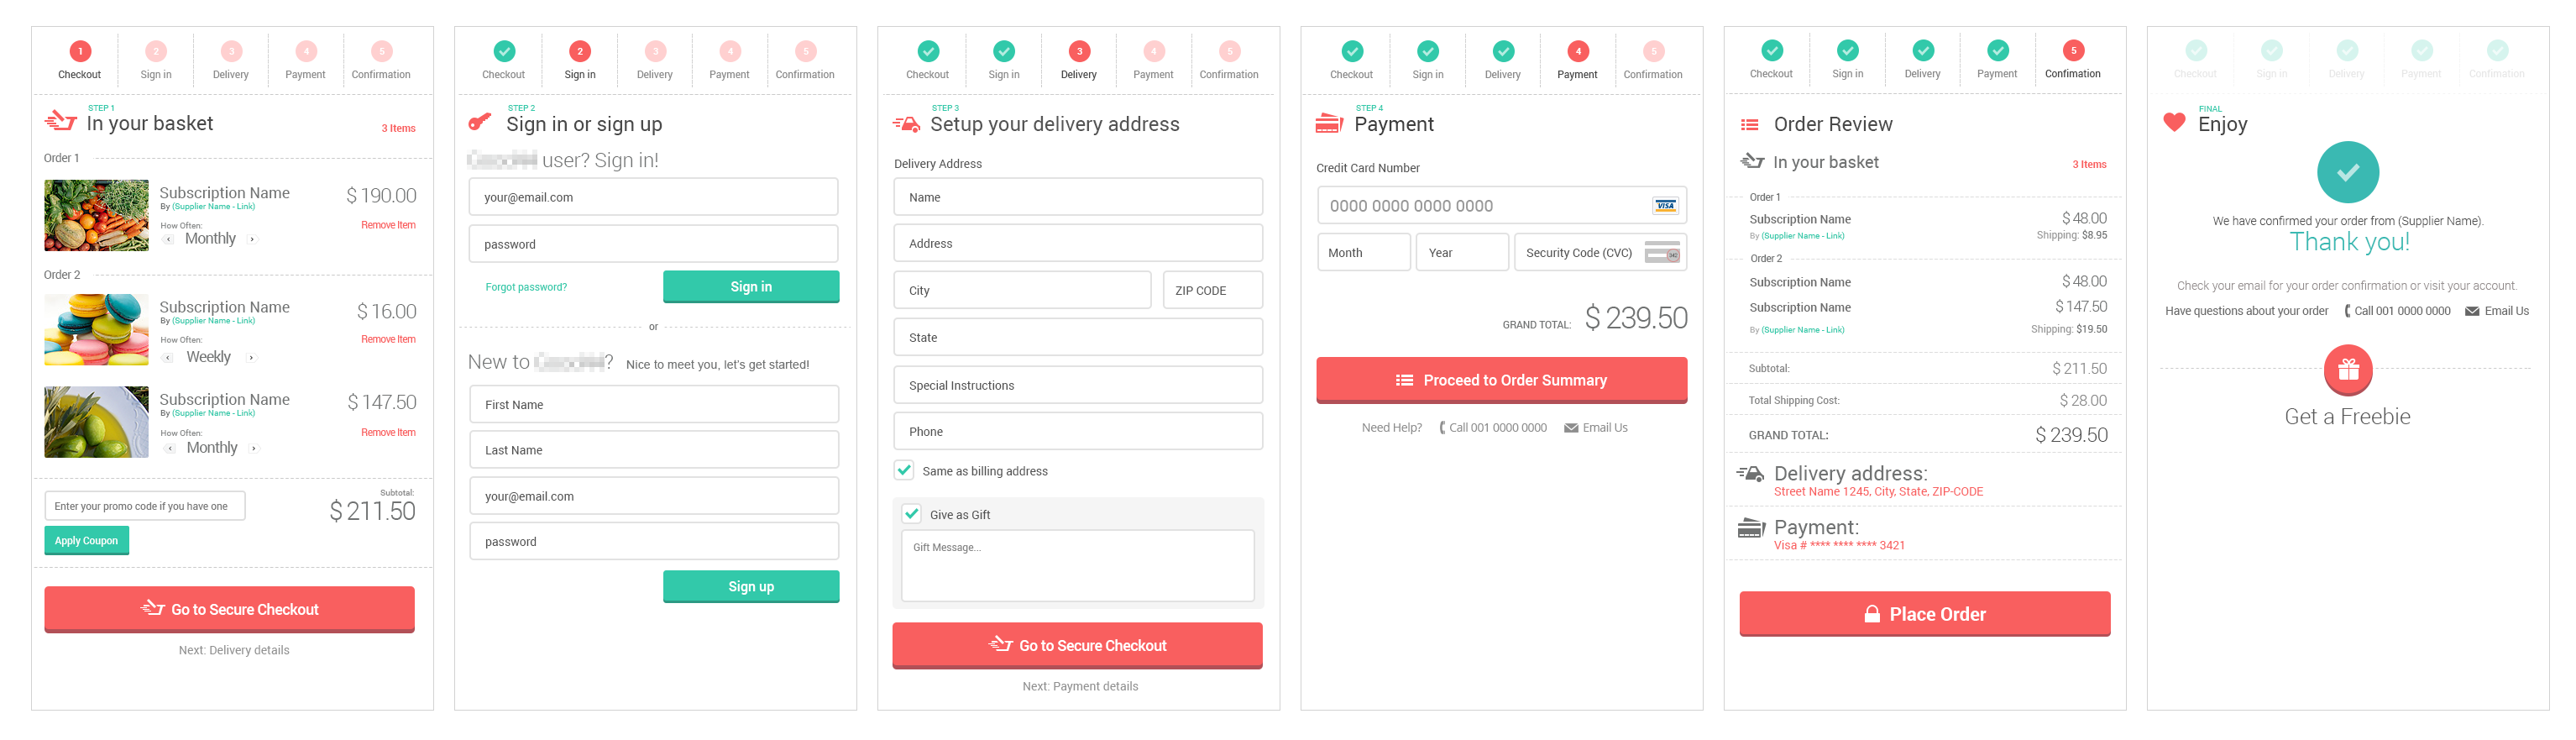 1 2 3 4 5
Checkout Sign in Delivery Payment Confirmation
STEP 1
In your basket 3 Items
Order 1
Subscription Name $ 190.00
By (Supplier Name - Link)
How Often: Remove Item
Monthly
Order 2
Subscription Name $ 16.00
By (Supplier Name - Link)
How Often: Remove Item
Weekly
Subscription Name $ 147.50
By (Supplier Name - Link)
How Often: Remove Item
Monthly
Subtotal:
Enter your promo code if you have one $ 211.50
Apply Coupon
Go to Secure Checkout
Next: Delivery details
2 3 4 5
Checkout Sign in Delivery Payment Confirmation
STEP 2
Sign in or sign up
user? Sign in!
your@email.com
password
Forgot password? Sign in
or
New to ? Nice to meet you, let's get started!
First Name
Last Name
your@email.com
password
Sign up
3 4 5
Checkout Sign in Delivery Payment Confirmation
STEP 3
Setup your delivery address
Delivery Address
Name
Address
City ZIP CODE
State
Special Instructions
Phone
Same as billing address
Give as Gift
Gift Message...
Go to Secure Checkout
Next: Payment details
4 5
Checkout Sign in Delivery Payment Confirmation
STEP 4
Payment
Credit Card Number
0000 0000 0000 0000 VISA
Month Year Security Code (CVC)
GRAND TOTAL: $ 239.50
Proceed to Order Summary
Need Help? Call 001 0000 0000 Email Us
5
Checkout Sign in Delivery Payment Confimation
Order Review
In your basket 3 Items
Order 1
Subscription Name $ 48.00
By (Supplier Name - Link) Shipping: $8.95
Order 2
Subscription Name $ 48.00
Subscription Name $ 147.50
By (Supplier Name - Link) Shipping: $19.50
Subtotal: $ 211.50
Total Shipping Cost: $ 28.00
GRAND TOTAL: $ 239.50
Delivery address:
Street Name 1245, City, State, ZIP-CODE
Payment:
Visa # **** **** **** 3421
Place Order
Checkout Sign in Delivery Payment Confimation
FINAL
Enjoy
We have confirmed your order from (Supplier Name).
Thank you!
Check your email for your order confirmation or visit your account.
Have questions about your order Call 001 0000 0000 Email Us
Get a Freebie